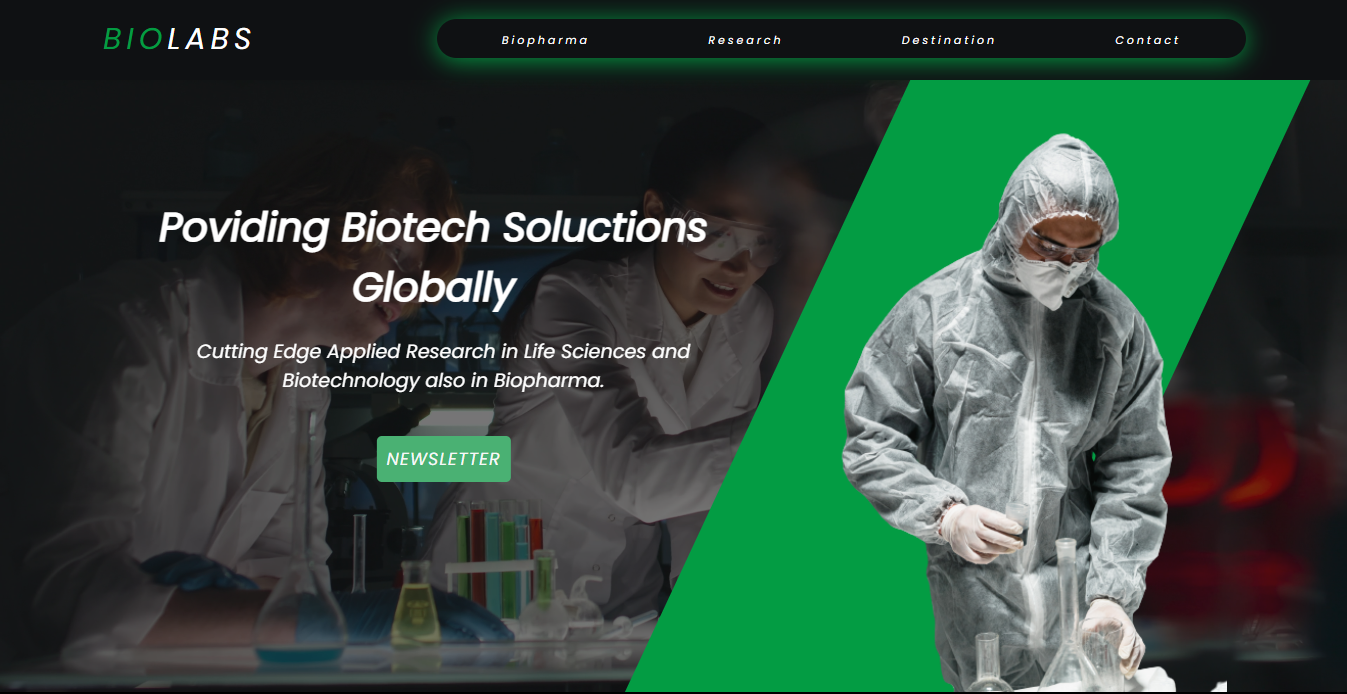 BIOLABS
Biopharma Research Destination Contact
Poviding Biotech Soluctions
Globally
Cutting Edge Applied Research in Life Sciences and
Biotechnology also in Biopharma.
NEWSLETTER